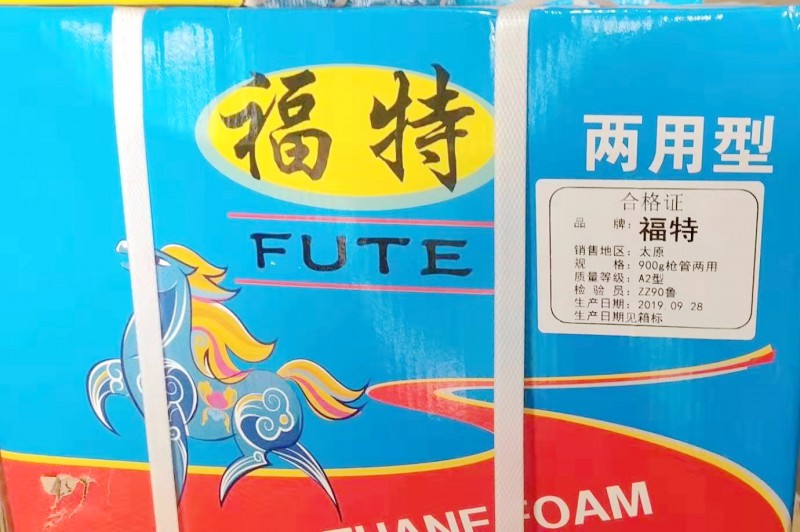 福特
FUTE
两用型
合格证
品 牌：福特
销售地区：太原
规 格：900g枪管两用
质量等级：A2型
检 验 员：ZZ90鲁
生产日期：2019 09 28
生产日期见箱标
THANE FOAM